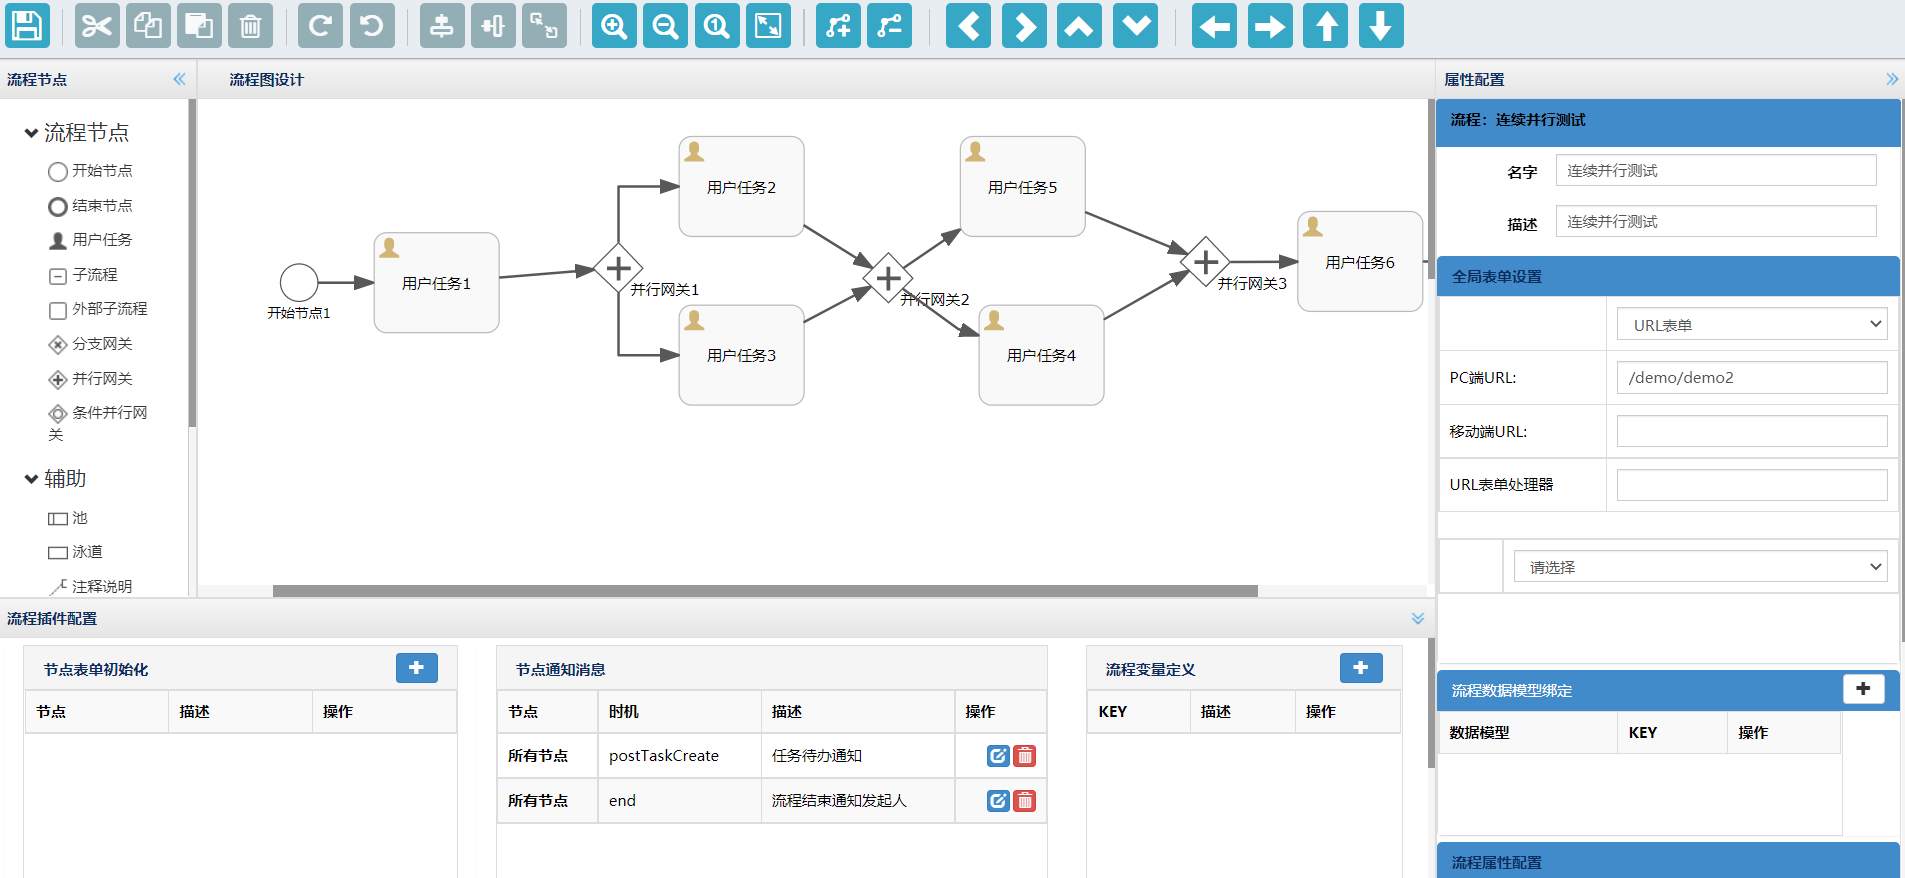 流程节点
流程图设计
属性配置
流程节点
开始节点
结束节点
用户任务
子流程
外部子流程
分支网关
并行网关
条件并行网
关
辅助
池
泳道
注释说明
开始节点1
用户任务1
并行网关1
用户任务2
用户任务3
并行网关2
用户任务5
用户任务4
并行网关3
用户任务6
流程：连续并行测试
名字 连续并行测试
描述 连续并行测试
全局表单设置
URL表单
PC端URL: /demo/demo2
移动端URL:
URL表单处理器
请选择
流程数据模型绑定
数据模型 KEY 操作
流程属性配置
流程插件配置
节点表单初始化
节点 描述 操作
节点通知消息
节点 时机 描述 操作
所有节点 postTaskCreate 任务待办通知
所有节点 end 流程结束通知发起人
流程变量定义
KEY 描述 操作